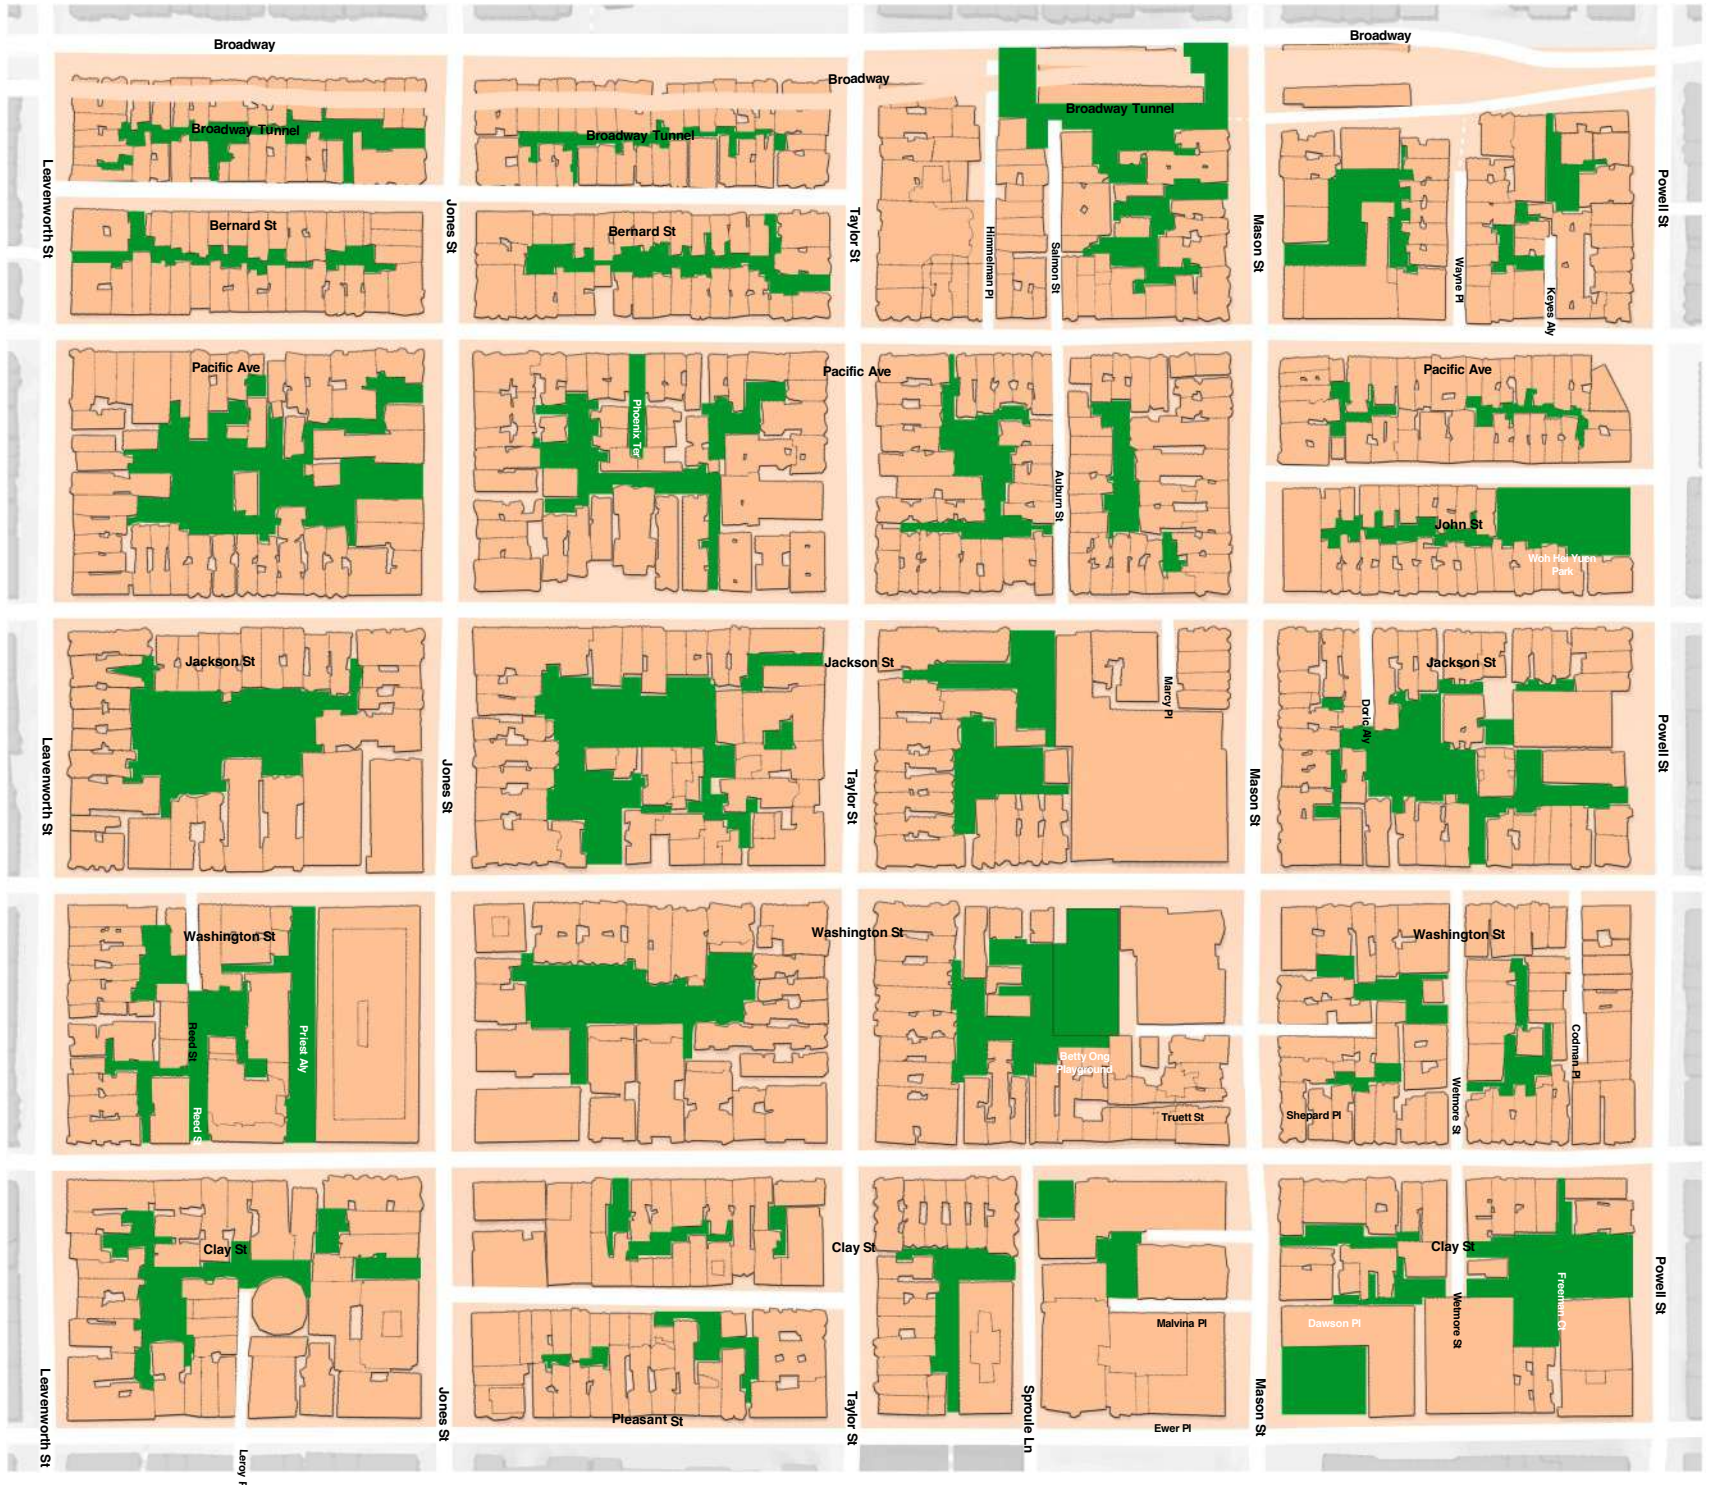 Broadway
Broadway
Broadway
Broadway Tunnel
Broadway Tunnel
Broadway Tunnel
Leavenworth St
Jones St
Taylor St
Himmelman Pl
Salmon St
Mason St
Wayne Pl
Keyes Aly
Powell St
Bernard St
Bernard St
Pacific Ave
Pacific Ave
Pacific Ave
Phoenix Ter
Auburn St
John St
Woh Hei Yuen
Park
Jackson St
Jackson St
Jackson St
Marcy Pl
Doric Aly
Leavenworth St
Jones St
Taylor St
Mason St
Powell St
Washington St
Washington St
Washington St
Reed St
Priest Aly
Reed S
Betty Ong
Playground
Truett St
Shepard Pl
Wetmore St
Codman Pl
Clay St
Clay St
Clay St
Malvina Pl
Dawson Pl
Wetmore St
Freeman Ct
Powell St
Leavenworth St
Leroy P
Jones St
Pleasant St
Taylor St
Sproule Ln
Ewer Pl
Mason St